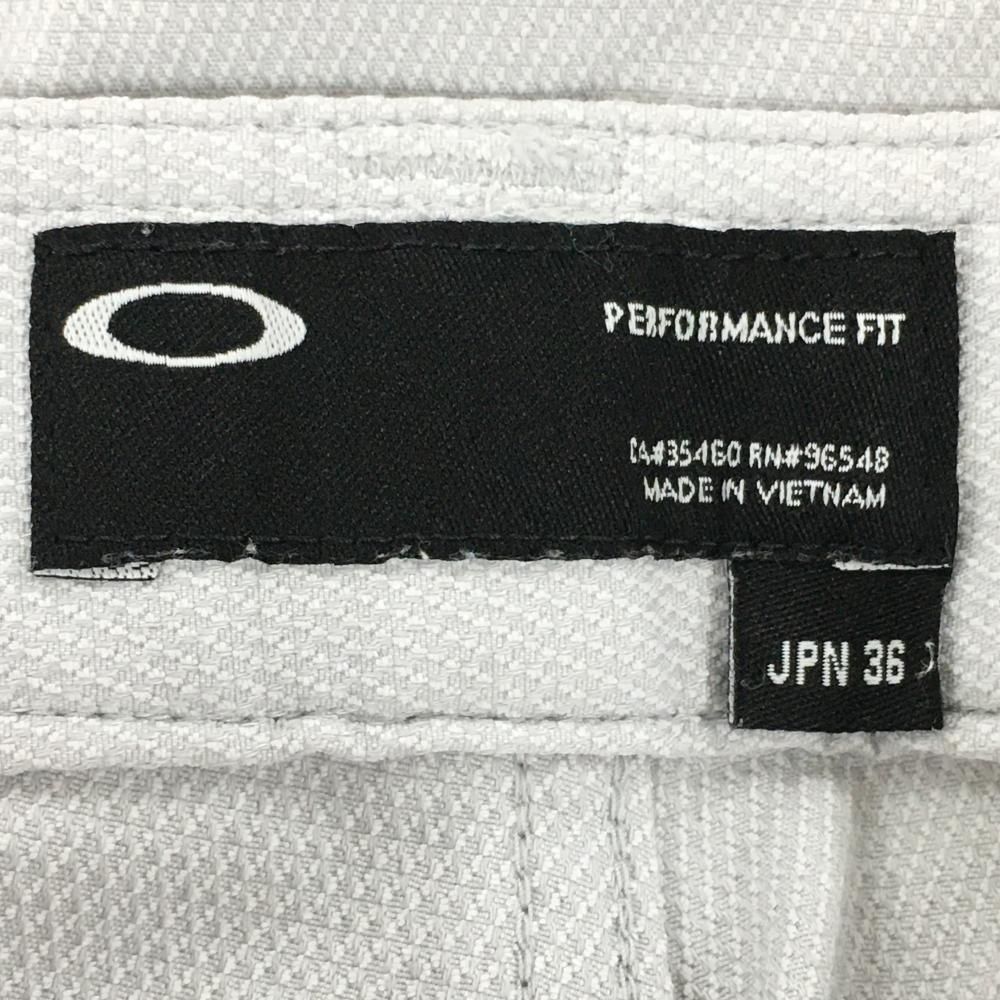 PERFORMANCE FIT
CA#35460 RN#96548
MADE IN VIETNAM
JPN 36